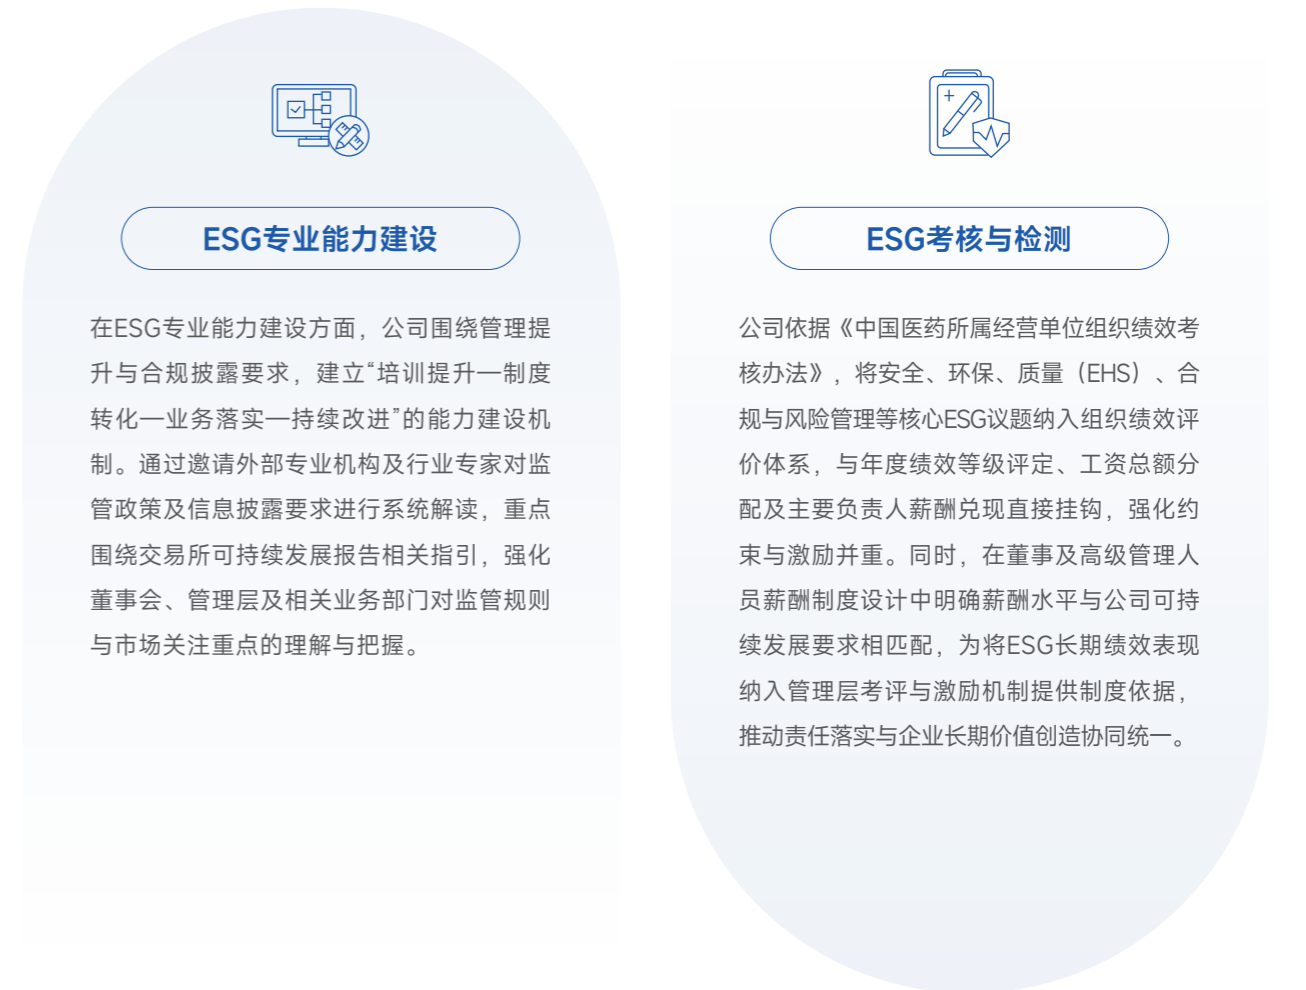 ESG专业能力建设
在ESG专业能力建设方面，公司围绕管理提
升与合规披露要求，建立“培训提升—制度
转化—业务落实—持续改进”的能力建设机
制。通过邀请外部专业机构及行业专家对监
管政策及信息披露要求进行系统解读，重点
围绕交易所可持续发展报告相关指引，强化
董事会、管理层及相关业务部门对监管规则
与市场关注重点的理解与把握。
ESG考核与检测
公司依据《中国医药所属经营单位组织绩效考
核办法》，将安全、环保、质量（EHS）、合
规与风险管理等核心ESG议题纳入组织绩效评
价体系，与年度绩效等级评定、工资总额分
配及主要负责人薪酬兑现直接挂钩，强化约
束与激励并重。同时，在董事及高级管理人
员薪酬制度设计中明确薪酬水平与公司可持
续发展要求相匹配，为将ESG长期绩效表现
纳入管理层考评与激励机制提供制度依据，
推动责任落实与企业长期价值创造协同统一。